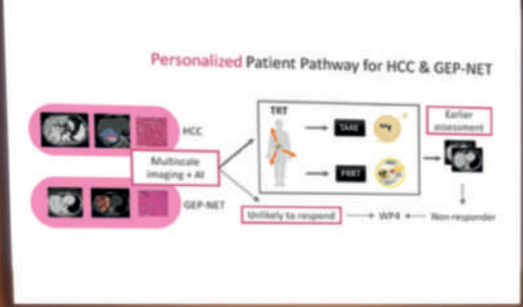 Personalized Patient Pathway for HCC & GEP-NET
HCC
Multiscale
imaging + AI
GEP-NET
TRT
TARE
PRRT
Earlier
assessment
Unlikely to respond
WP4
Non-responder